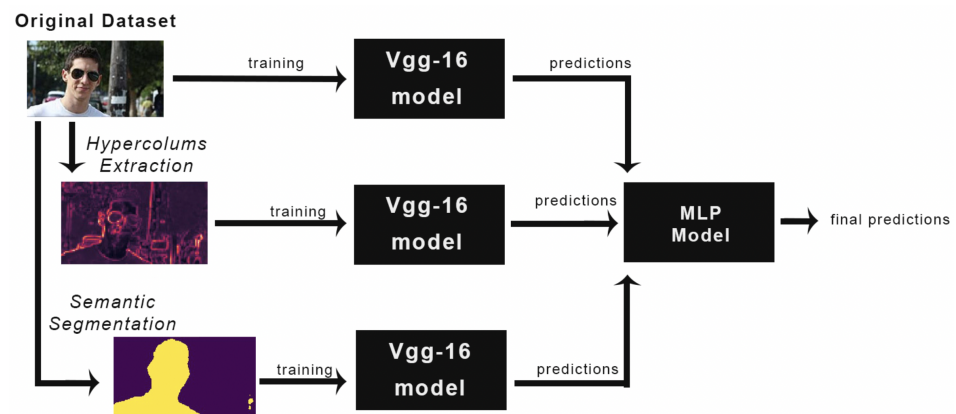 Original Dataset
training
Vgg-16
model
predictions
Hypercolums
Extraction
training
Vgg-16
model
predictions
MLP
Model
final predictions
Semantic
Segmentation
training
Vgg-16
model
predictions